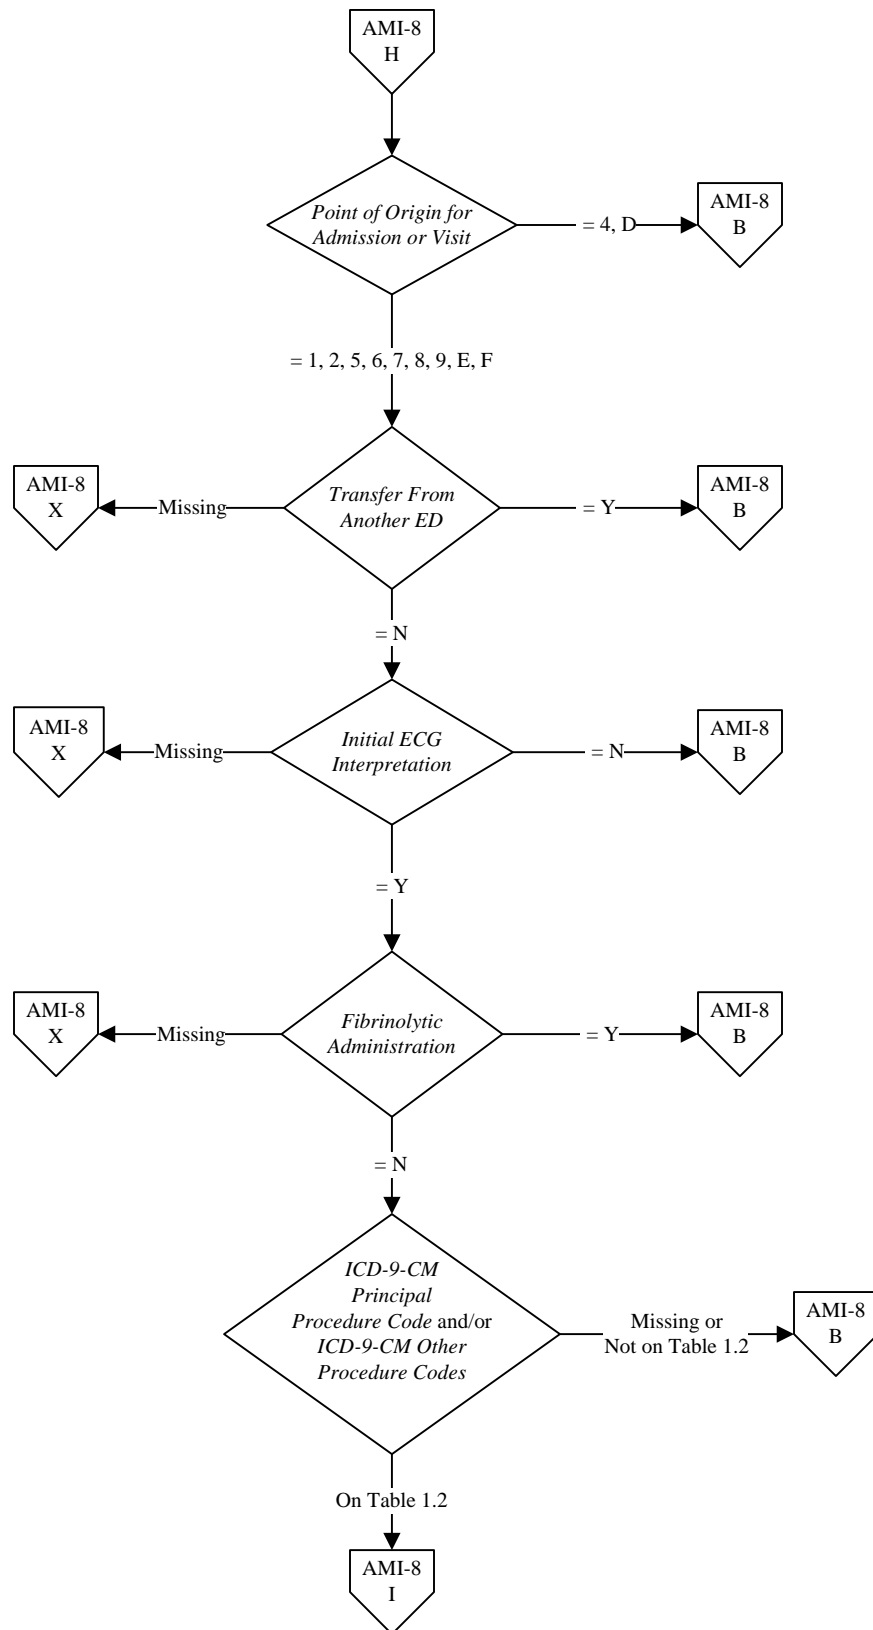 AMI-8
H
Point of Origin for
Admission or Visit
= 4, D
AMI-8
B
= 1, 2, 5, 6, 7, 8, 9, E, F
AMI-8
X
Missing
Transfer From
Another ED
= Y
AMI-8
B
= N
AMI-8
X
Missing
Initial ECG
Interpretation
= N
AMI-8
B
= Y
AMI-8
X
Missing
Fibrinolytic
Administration
= Y
AMI-8
B
= N
ICD-9-CM
Principal
Procedure Code and/or
ICD-9-CM Other
Procedure Codes
Missing or
Not on Table 1.2
AMI-8
B
On Table 1.2
AMI-8
I